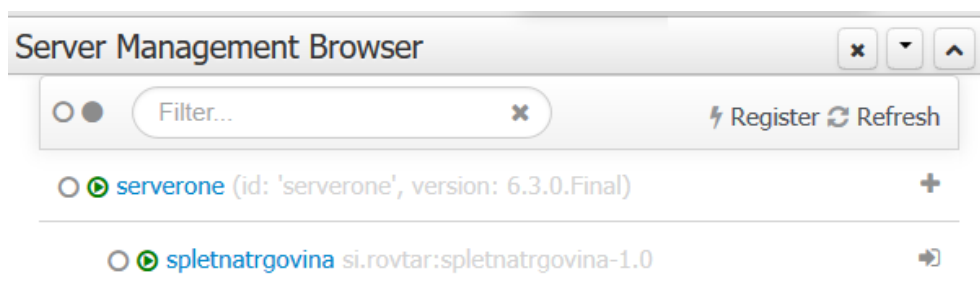 Server Management Browser
Filter... Register Refresh
serverone (id: 'serverone', version: 6.3.0.Final)
spletnatrgovina si.rovtar:spletnatrgovina-1.0